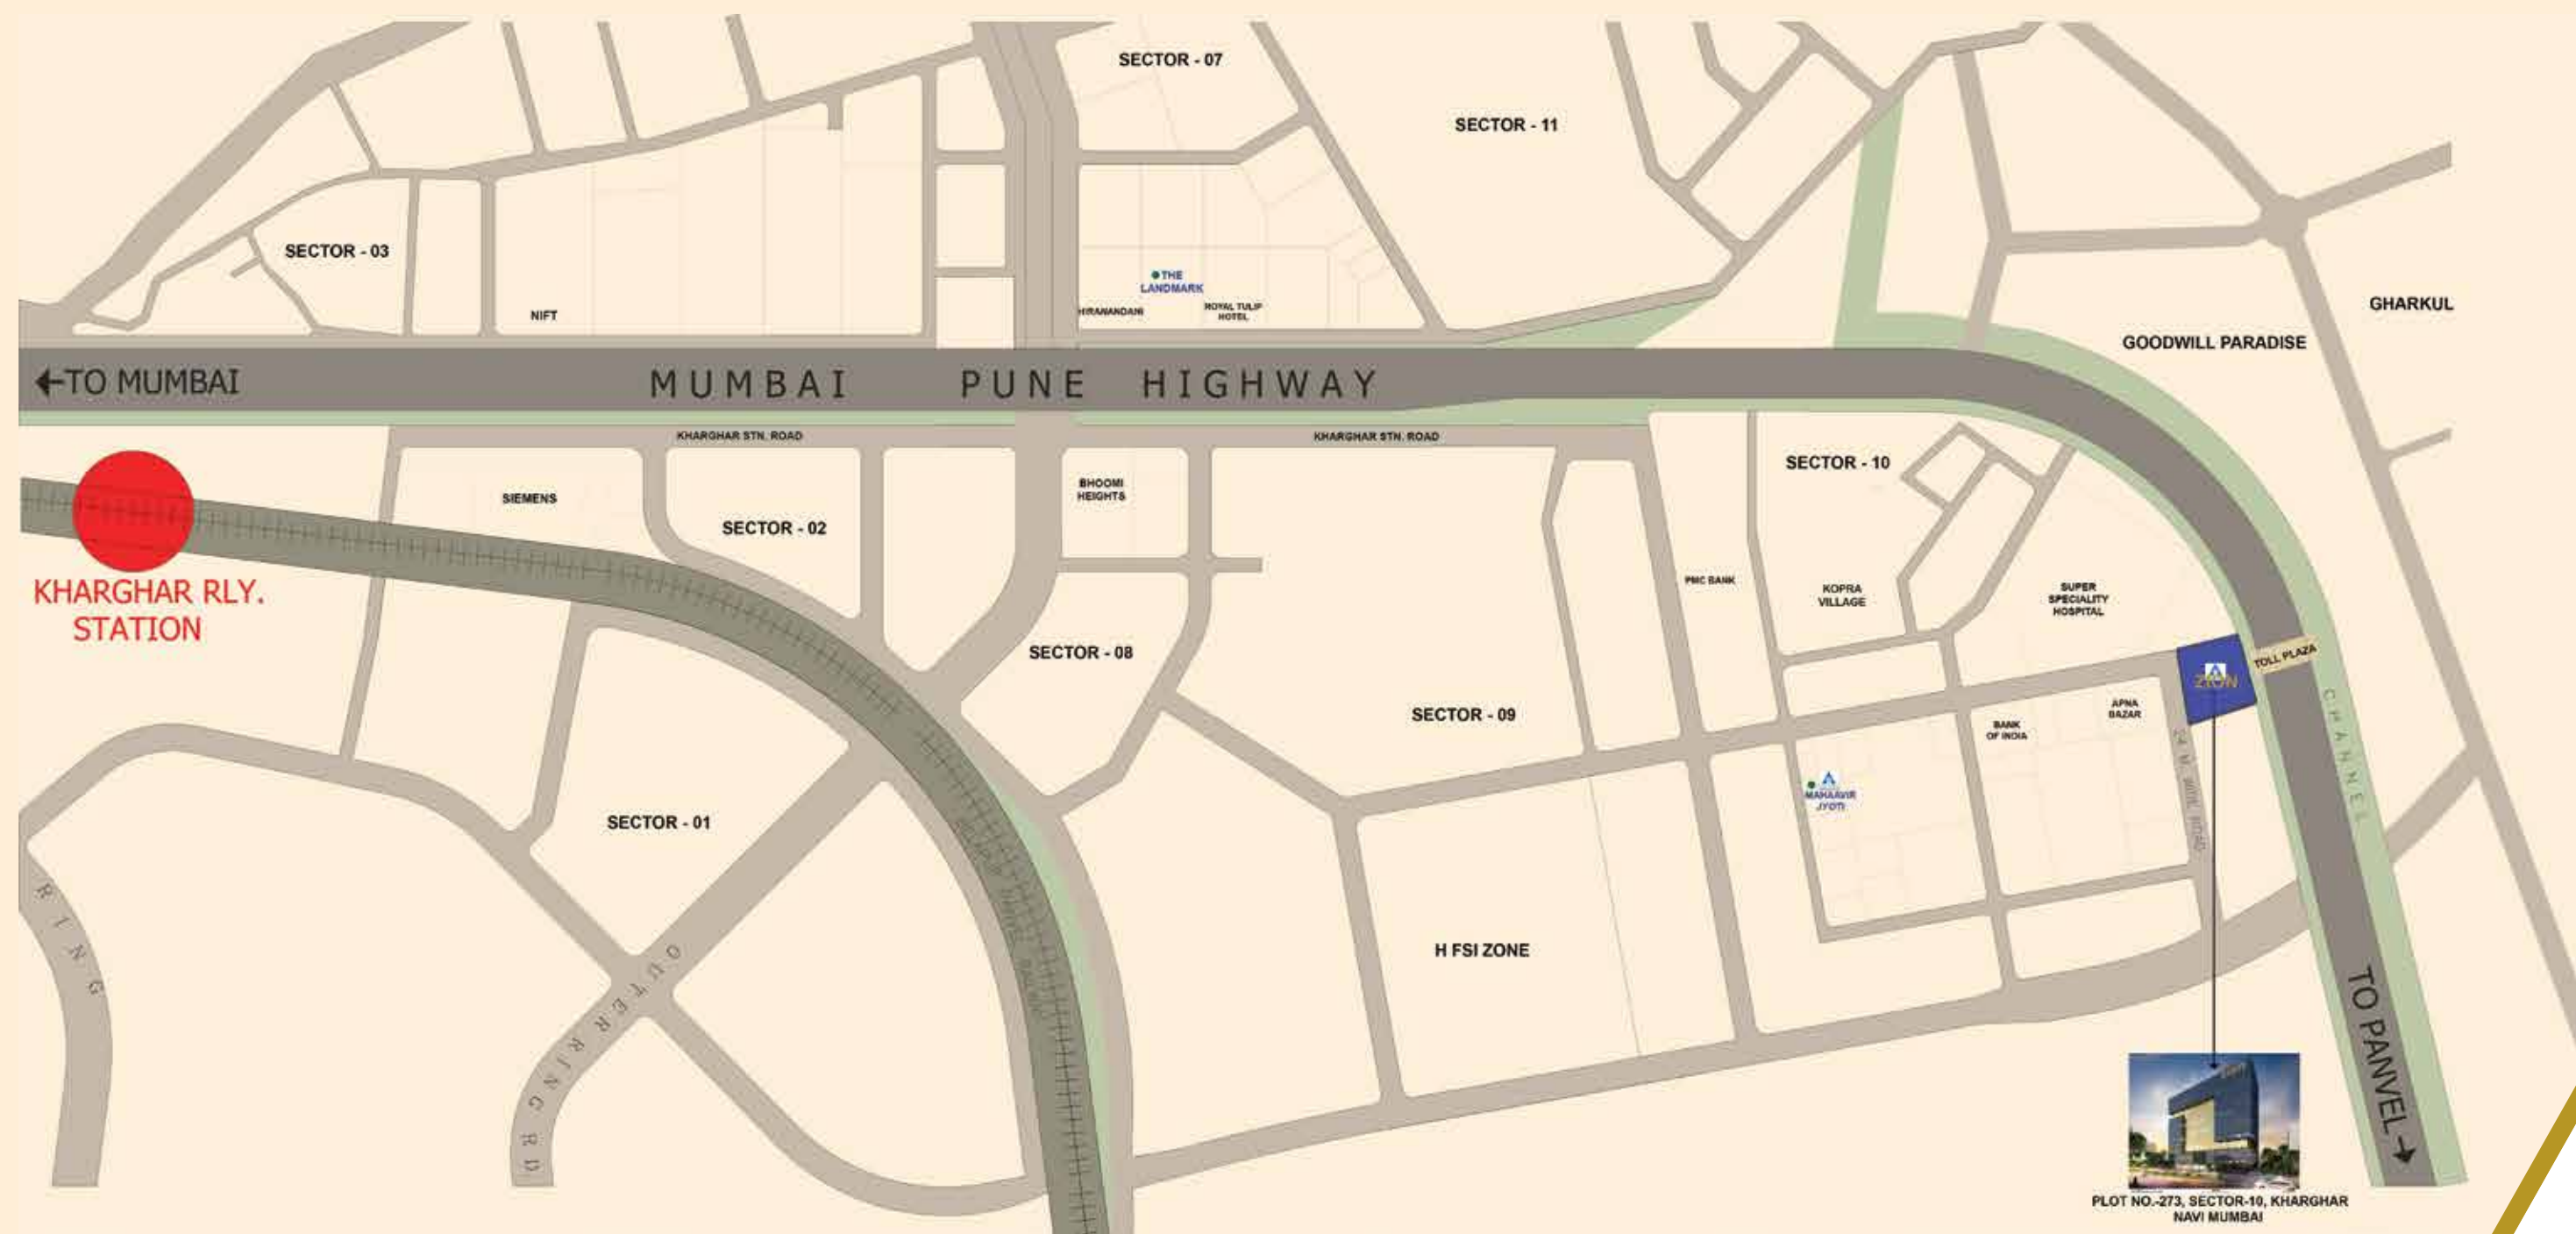 SECTOR - 07
SECTOR - 11
SECTOR - 03
THE
LANDMARK
NIFT
HIRANANDANI
ROYAL TULIP
HOTEL
GHARKUL
GOODWILL PARADISE
TO MUMBAI
MUMBAI PUNE HIGHWAY
KHARGHAR STN. ROAD
KHARGHAR STN. ROAD
SECTOR - 10
BHOOMI
HEIGHTS
SIEMENS
SECTOR - 02
KHARGHAR RLY.
STATION
PMC BANK
KOPRA
VILLAGE
SUPER
SPECIALITY
HOSPITAL
SECTOR - 08
TOLL PLAZA
ZION
SECTOR - 09
APNA
BAZAR
BANK
OF INDIA
CHANNEL
24 M. WIDE ROAD
MAHAAVIR
JYOTI
SECTOR - 01
RING
OUTER RING RD
H FSI ZONE
TO PANVEL
PLOT NO.-273, SECTOR-10, KHARGHAR
NAVI MUMBAI